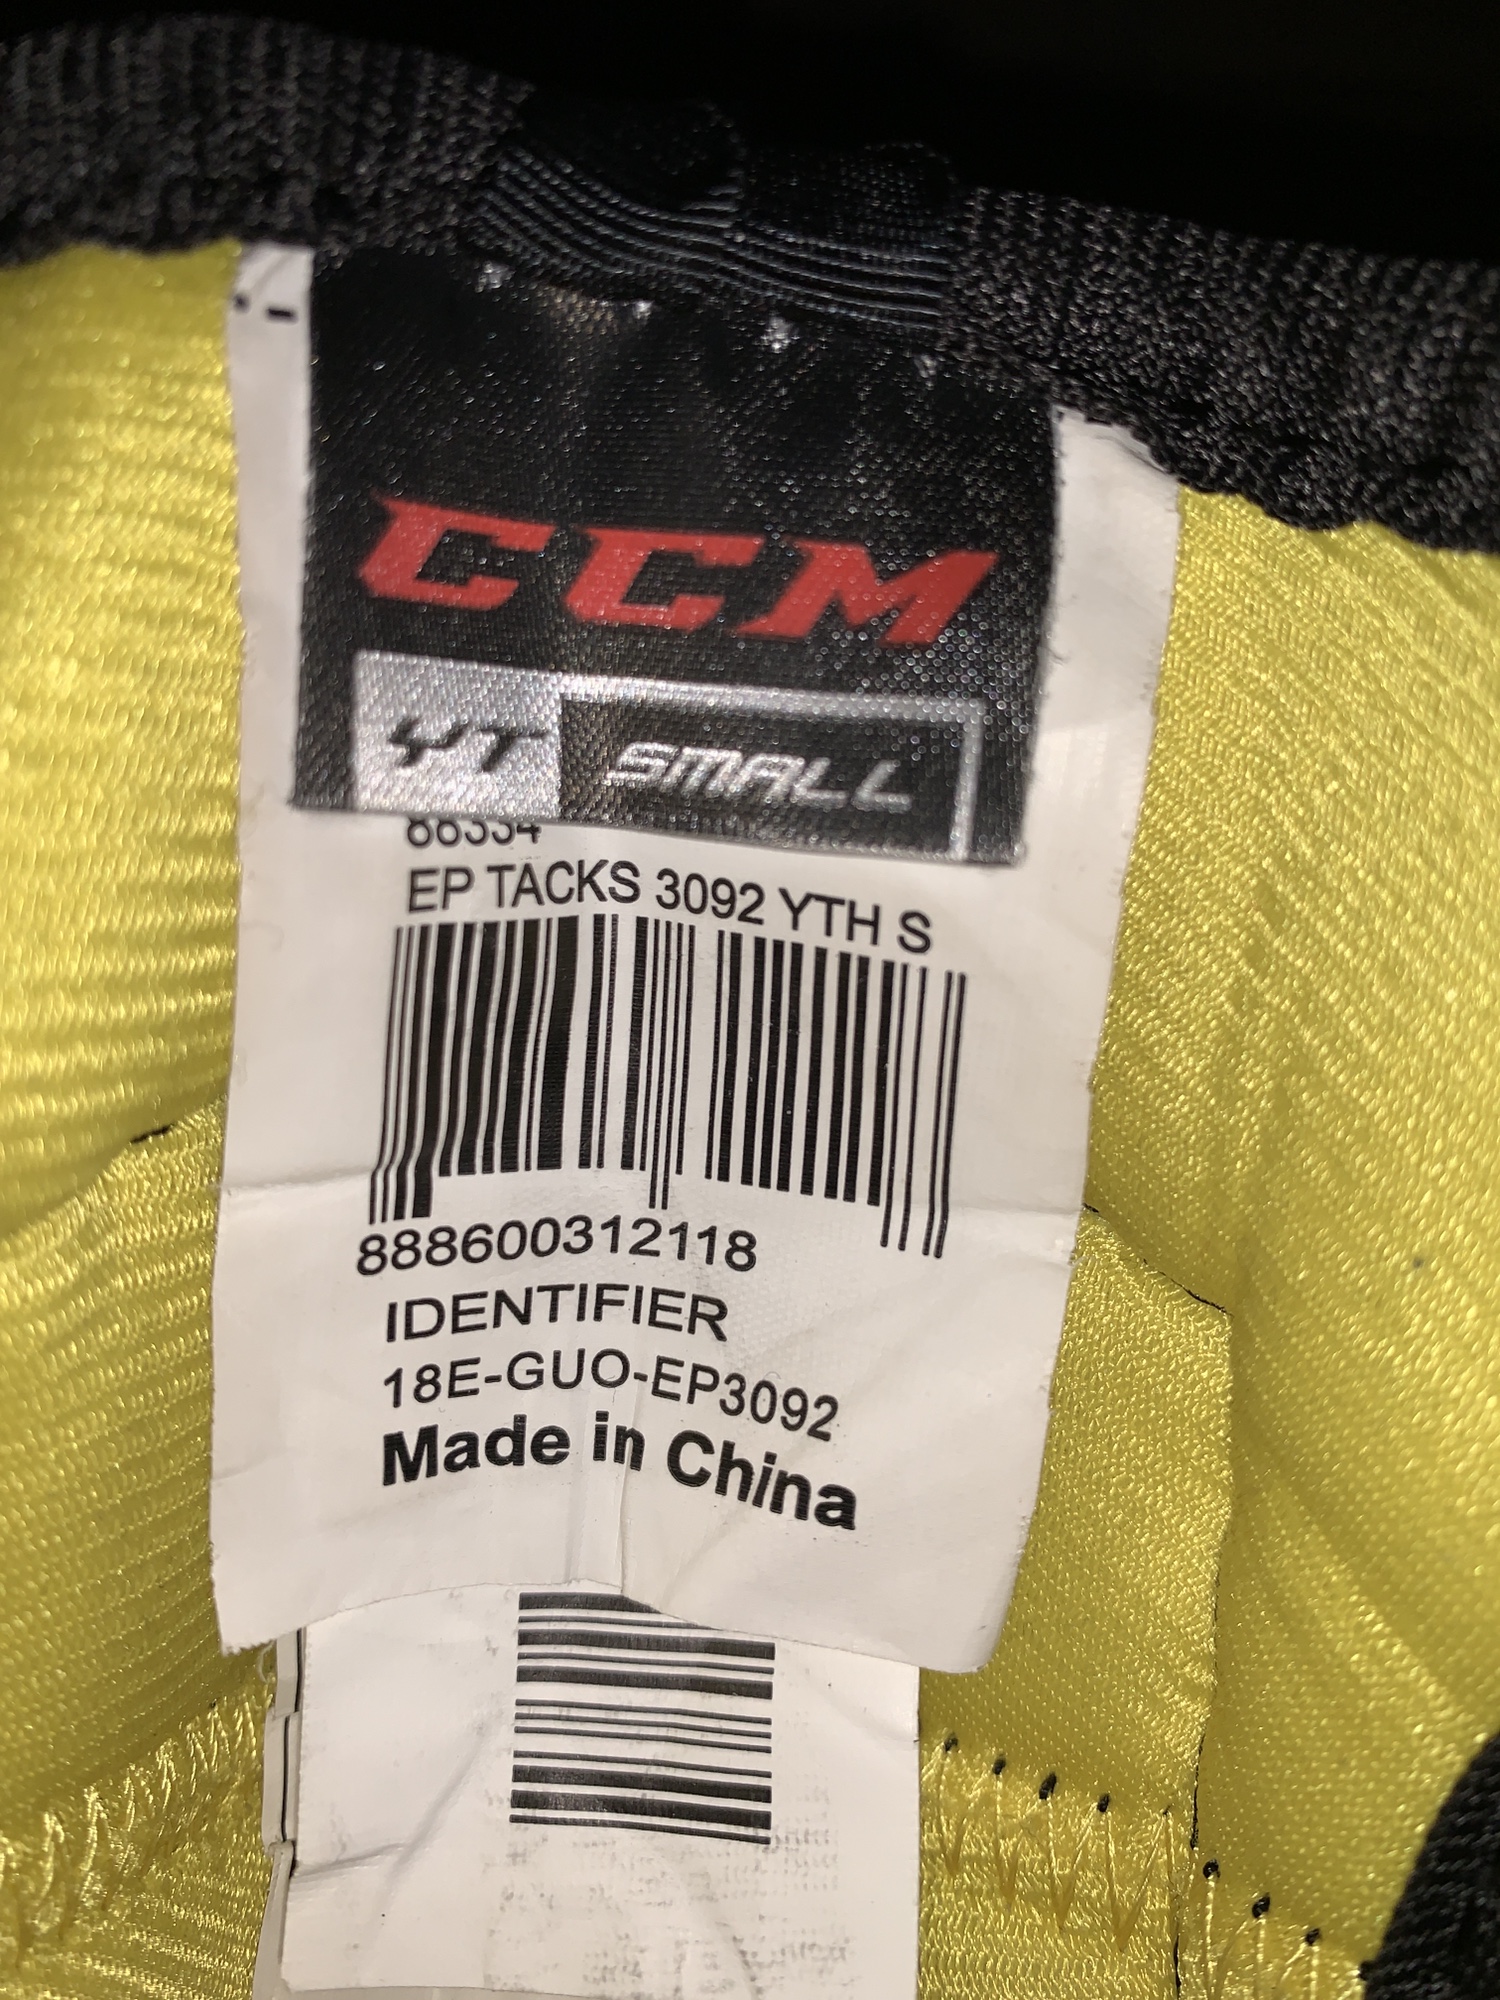 CCM
YT SMALL
EP TACKS 3092 YTH S
888600312118
IDENTIFIER
18E-GUO-EP3092
Made in China